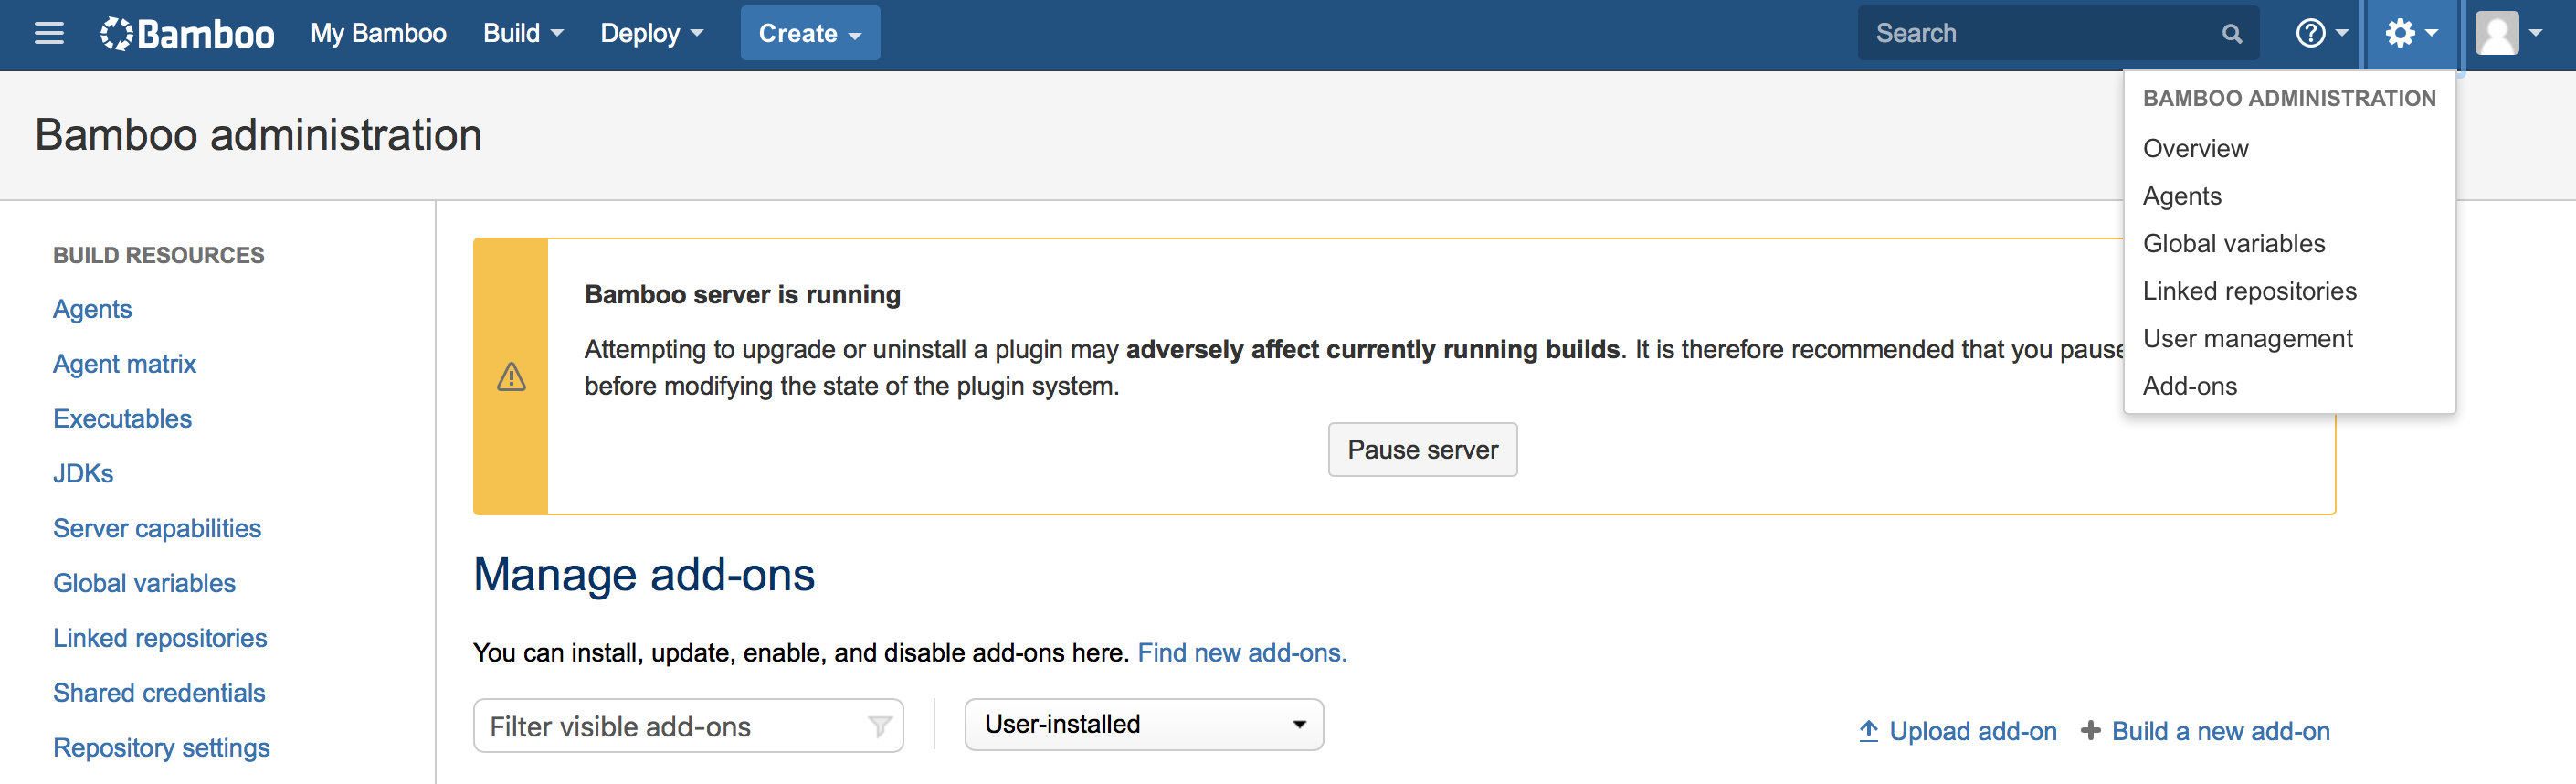 Bamboo My Bamboo Build Deploy Create Search
BAMBOO ADMINISTRATION
Overview
Agents
Global variables
Linked repositories
User management
Add-ons
Bamboo administration
BUILD RESOURCES
Agents
Agent matrix
Executables
JDKs
Server capabilities
Global variables
Linked repositories
Shared credentials
Repository settings
Bamboo server is running
Attempting to upgrade or uninstall a plugin may adversely affect currently running builds. It is therefore recommended that you pause
before modifying the state of the plugin system.
Pause server
Manage add-ons
You can install, update, enable, and disable add-ons here. Find new add-ons.
Filter visible add-ons User-installed Upload add-on Build a new add-on